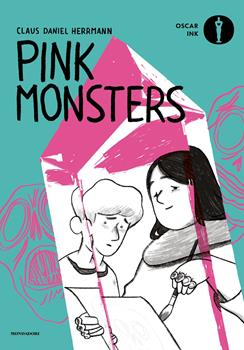 CLAUS DANIEL HERRMANN
OSCAR
INK
PINK
MONSTERS
MONDADORI